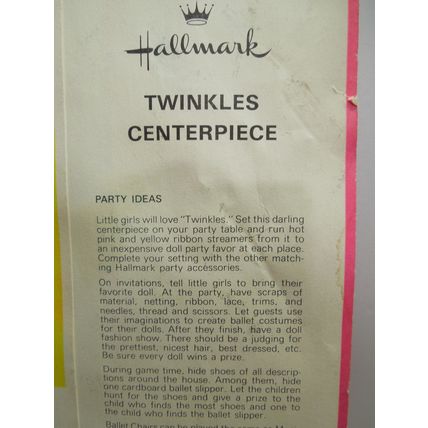 Hallmark
TWINKLES
CENTERPIECE
PARTY IDEAS
Little girls will love "Twinkles." Set this darling
centerpiece on your party table and run hot
pink and yellow ribbon streamers from it to
an inexpensive doll party favor at each place.
Complete your setting with the other match-
ing Hallmark party accessories.
On invitations, tell little girls to bring their
favorite doll. At the party, have scraps of
material, netting, ribbon, lace, trims, and
needles, thread and scissors. Let guests use
their imaginations to create ballet costumes
for their dolls. After they finish, have a doll
fashion show. There should be a judging for
the prettiest, nicest hair, best dressed, etc.
Be sure every doll wins a prize.
During game time, hide shoes of all descri-
ptions around the house. Among them, hide
one cardboard ballet slipper. Let the children
hunt for the shoes and give a prize to the
child who finds the most shoes and one to
the child who finds the ballet slipper.
Ballet Chairs can be played the same as